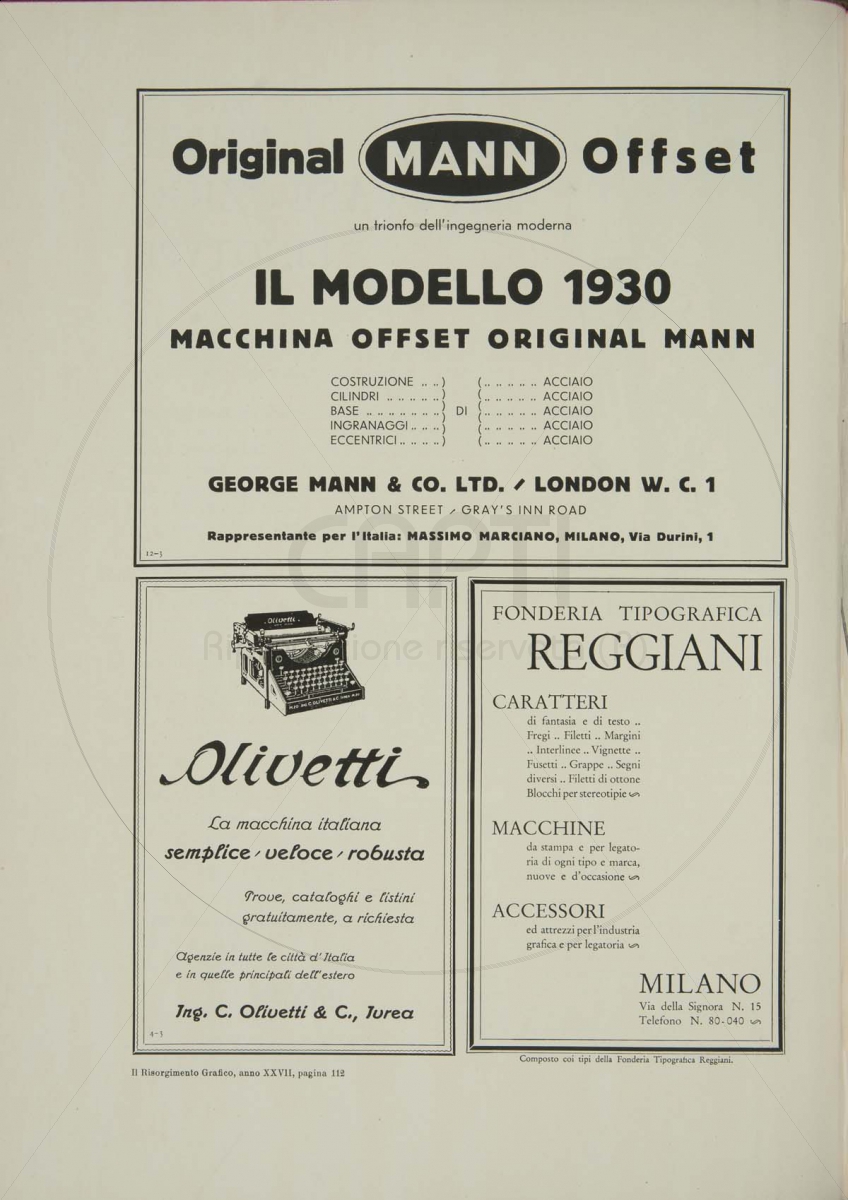 Original MANN Offset
un trionfo dell'ingegneria moderna
IL MODELLO 1930
MACCHINA OFFSET ORIGINAL MANN
COSTRUZIONE .. ..) (.. .. .. .. .. ACCIAIO
CILINDRI .. .. .. .. ..) (.. .. .. .. .. ACCIAIO
BASE .. .. .. .. .. .. ..} DI {.. .. .. .. .. ACCIAIO
INGRANAGGI .. .. ..) (.. .. .. .. .. ACCIAIO
ECCENTRICI .. .. .. ..) (.. .. .. .. .. ACCIAIO
GEORGE MANN & CO. LTD. / LONDON W. C. 1
AMPTON STREET / GRAY'S INN ROAD
Rappresentante per l'Italia: MASSIMO MARCIANO, MILANO, Via Durini, 1
12-5
CAPTI
Riproduzione riservata (R)
Olivetti
Olivetti
La macchina italiana
semplice / veloce / robusta
Prove, cataloghi e listini
gratuitamente, a richiesta
Agenzie in tutte le città d'Italia
e in quelle principali dell'estero
Ing. C. Olivetti & C., Ivrea
4-5
FONDERIA TIPOGRAFICA
REGGIANI
CARATTERI
di fantasia e di testo ..
Fregi .. Filetti .. Margini
.. Interlinee .. Vignette ..
Fusetti .. Grappe .. Segni
diversi .. Filetti di ottone
Blocchi per stereotipie
MACCHINE
da stampa e per legato-
ria di ogni tipo e marca,
nuove e d'occasione
ACCESSORI
ed attrezzi per l'industria
grafica e per legatoria
MILANO
Via della Signora N. 15
Telefono N. 80-040
Composto coi tipi della Fonderia Tipografica Reggiani.
Il Risorgimento Grafico, anno XXVII, pagina 112